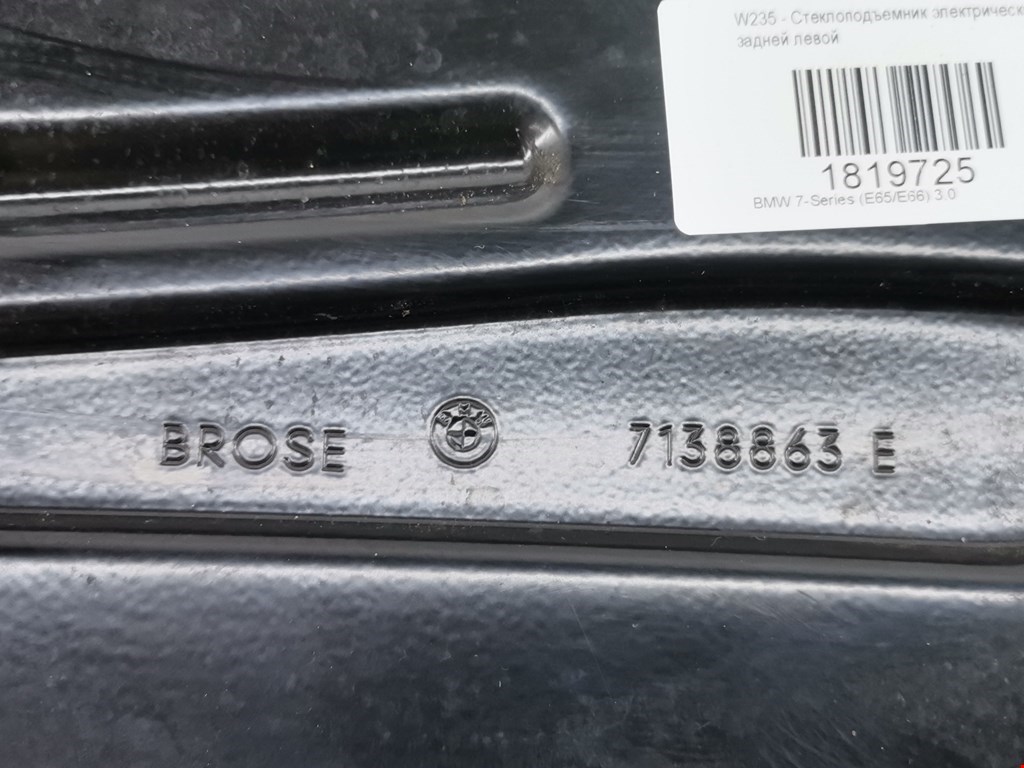 W235 - Стеклоподъемник электрическ
задней левой
1819725
BMW 7-Series (E65/E66) 3.0
BROSE 7138863 E